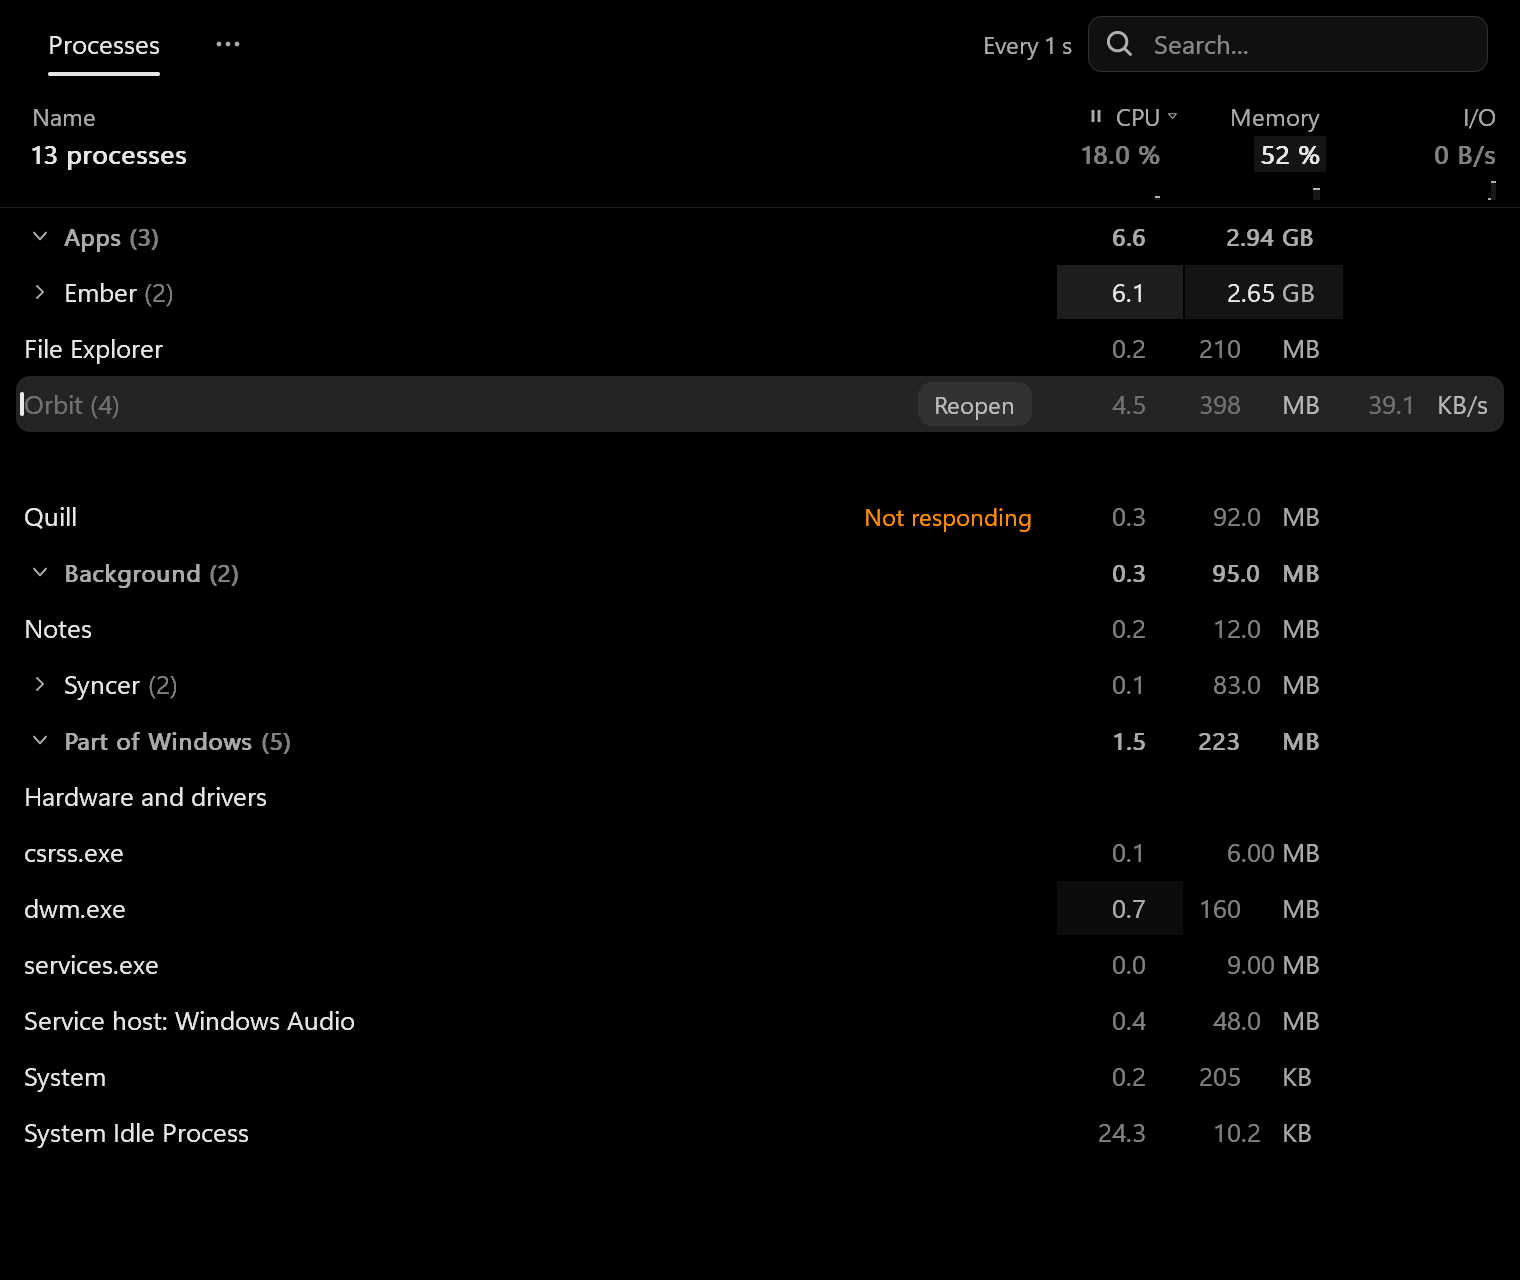 Processes ··· Every 1 s Search...
Name CPU Memory I/O
13 processes 18.0 % 52 % 0 B/s
Apps (3) 6.6 2.94 GB
Ember (2) 6.1 2.65 GB
File Explorer 0.2 210 MB
Orbit (4) Reopen 4.5 398 MB 39.1 KB/s
Quill Not responding 0.3 92.0 MB
Background (2) 0.3 95.0 MB
Notes 0.2 12.0 MB
Syncer (2) 0.1 83.0 MB
Part of Windows (5) 1.5 223 MB
Hardware and drivers
csrss.exe 0.1 6.00 MB
dwm.exe 0.7 160 MB
services.exe 0.0 9.00 MB
Service host: Windows Audio 0.4 48.0 MB
System 0.2 205 KB
System Idle Process 24.3 10.2 KB